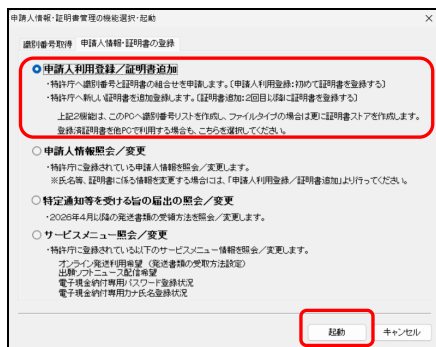 申請人情報・証明書管理の機能選択・起動
識別番号取得 申請人情報・証明書の登録
申請人利用登録／証明書追加
・特許庁へ識別番号と証明書の組合せを申請します。〔申請人利用登録：初めて証明書を登録する〕
・特許庁へ新しい証明書を追加登録します。〔証明書追加：2回目以降に証明書を登録する〕
上記2機能は、このPCへ識別番号リストを作成し、ファイルタイプの場合は更に証明書ストアを作成します。
登録済証明書を他PCで利用する場合も、こちらを選択してください。
申請人情報照会／変更
・特許庁に登録されている申請人情報を照会／変更します。
※氏名等、証明書に係る情報を変更する場合には、「申請人利用登録／証明書追加」より行ってください。
特定通知等を受ける旨の届出の照会／変更
・2026年4月以降の発送書類の受領方法を照会／変更します。
サービスメニュー照会／変更
・特許庁に登録されている以下のサービスメニュー情報を照会／変更します。
オンライン発送利用希望（発送書類の受取方法設定）
出願ソフトニュース配信希望
電子現金納付専用パスワード登録状況
電子現金納付専用カナ氏名登録状況
起動 キャンセル